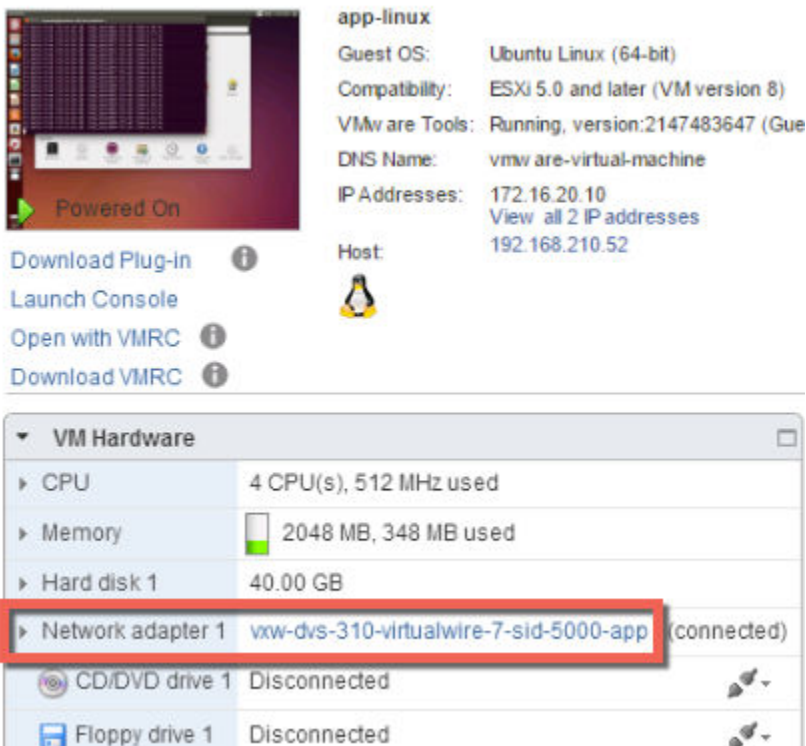 app-linux
Guest OS: Ubuntu Linux (64-bit)
Compatibility: ESXi 5.0 and later (VM version 8)
VMware Tools: Running, version:2147483647 (Gue
DNS Name: vmware-virtual-machine
IP Addresses: 172.16.20.10
View all 2 IP addresses
Host: 192.168.210.52
Powered On
Download Plug-in
Launch Console
Open with VMRC
Download VMRC
VM Hardware
CPU 4 CPU(s), 512 MHz used
Memory 2048 MB, 348 MB used
Hard disk 1 40.00 GB
Network adapter 1 vxw-dvs-310-virtualwire-7-sid-5000-app (connected)
CD/DVD drive 1 Disconnected
Floppy drive 1 Disconnected